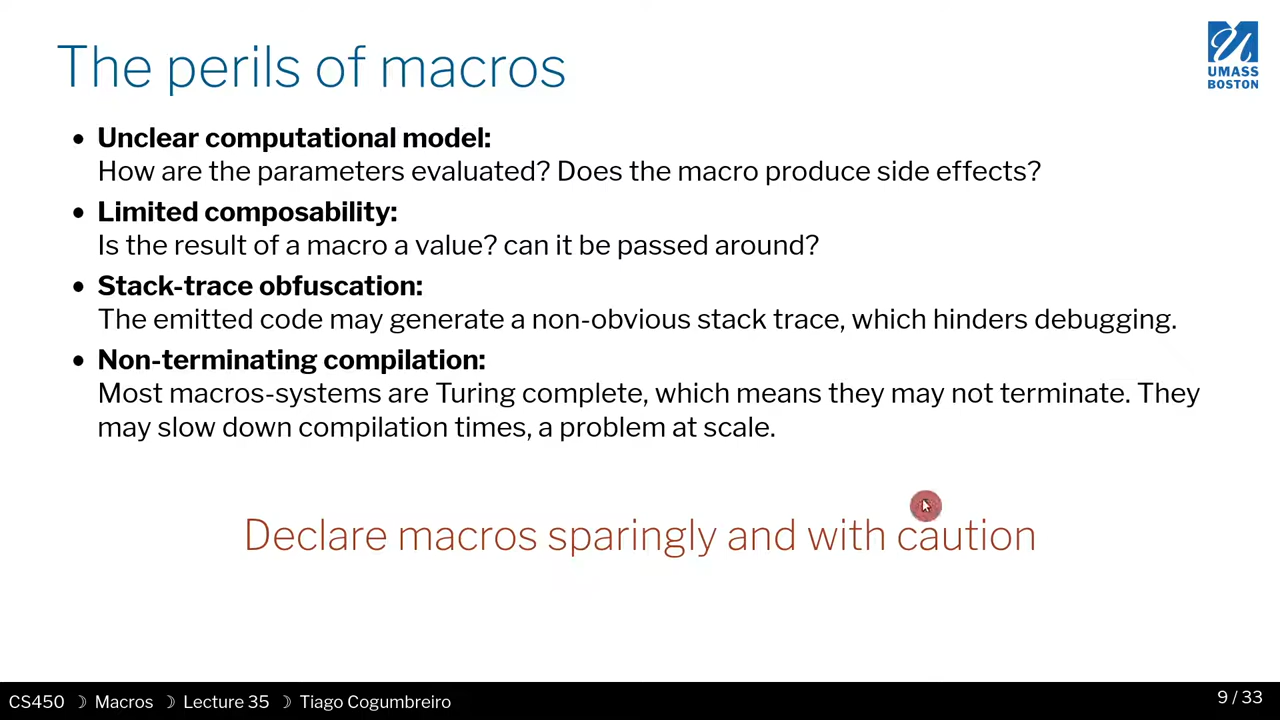 The perils of macros
UMASS
BOSTON
• Unclear computational model:
How are the parameters evaluated? Does the macro produce side effects?
• Limited composability:
Is the result of a macro a value? can it be passed around?
• Stack-trace obfuscation:
The emitted code may generate a non-obvious stack trace, which hinders debugging.
• Non-terminating compilation:
Most macros-systems are Turing complete, which means they may not terminate. They
may slow down compilation times, a problem at scale.
Declare macros sparingly and with caution
CS450 ☽ Macros ☽ Lecture 35 ☽ Tiago Cogumbreiro
9 / 33